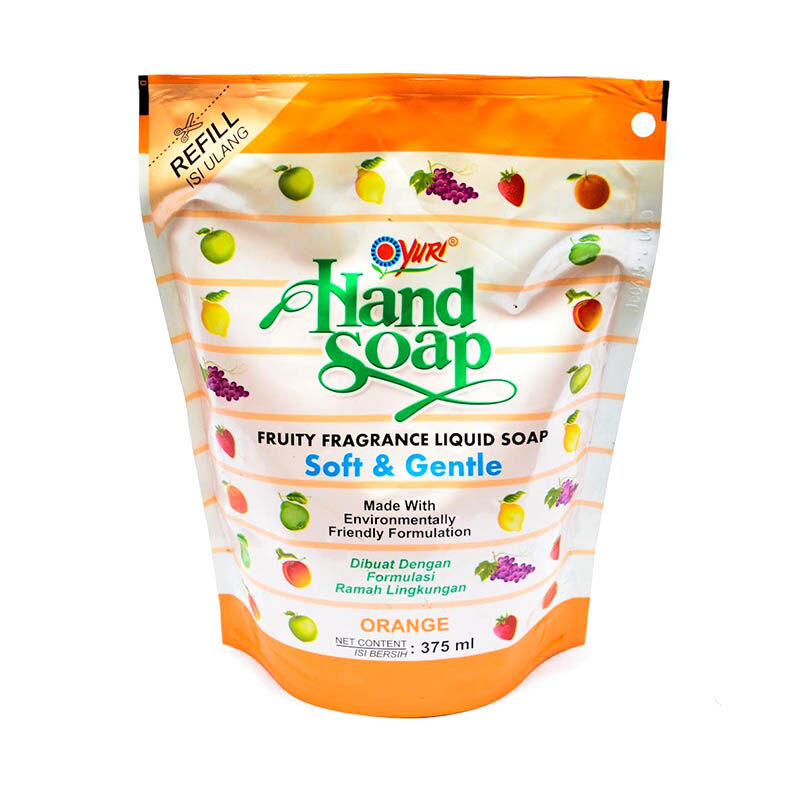 REFILL
ISI ULANG
YURI®
Hand
Soap
FRUITY FRAGRANCE LIQUID SOAP
Soft & Gentle
Made With
Environmentally
Friendly Formulation
Dibuat Dengan
Formulasi
Ramah Lingkungan
ORANGE
NET CONTENT
ISI BERSIH : 375 ml